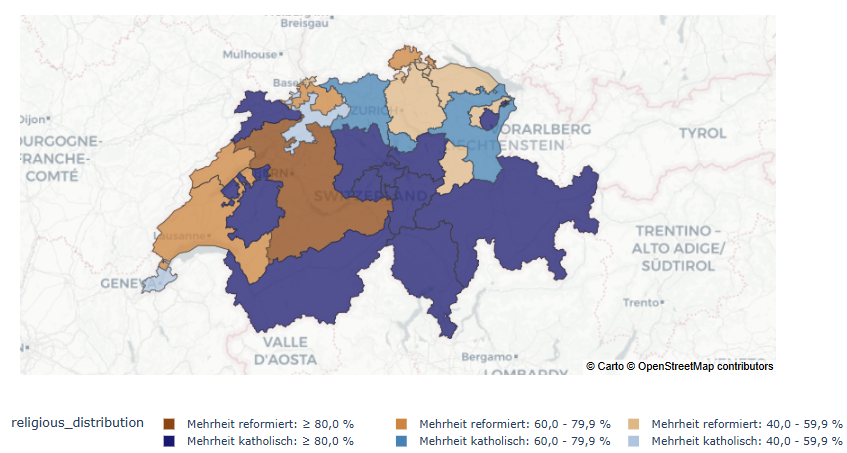 Breisgau
Mulhouse
Basel
Dijon
ZURICH
VORARLBERG
LIECHTENSTEIN
TYROL
BOURGOGNE-
FRANCHE-
COMTÉ
BERN
SWITZERLAND
Lausanne
TRENTINO –
ALTO ADIGE/
SÜDTIROL
GENEVA
Trento
VALLE
D'AOSTA
Bergamo
LOMBARDY
© Carto © OpenStreetMap contributors
religious_distribution
Mehrheit reformiert: ≥ 80,0 % Mehrheit reformiert: 60,0 - 79,9 % Mehrheit reformiert: 40,0 - 59,9 %
Mehrheit katholisch: ≥ 80,0 % Mehrheit katholisch: 60,0 - 79,9 % Mehrheit katholisch: 40,0 - 59,9 %